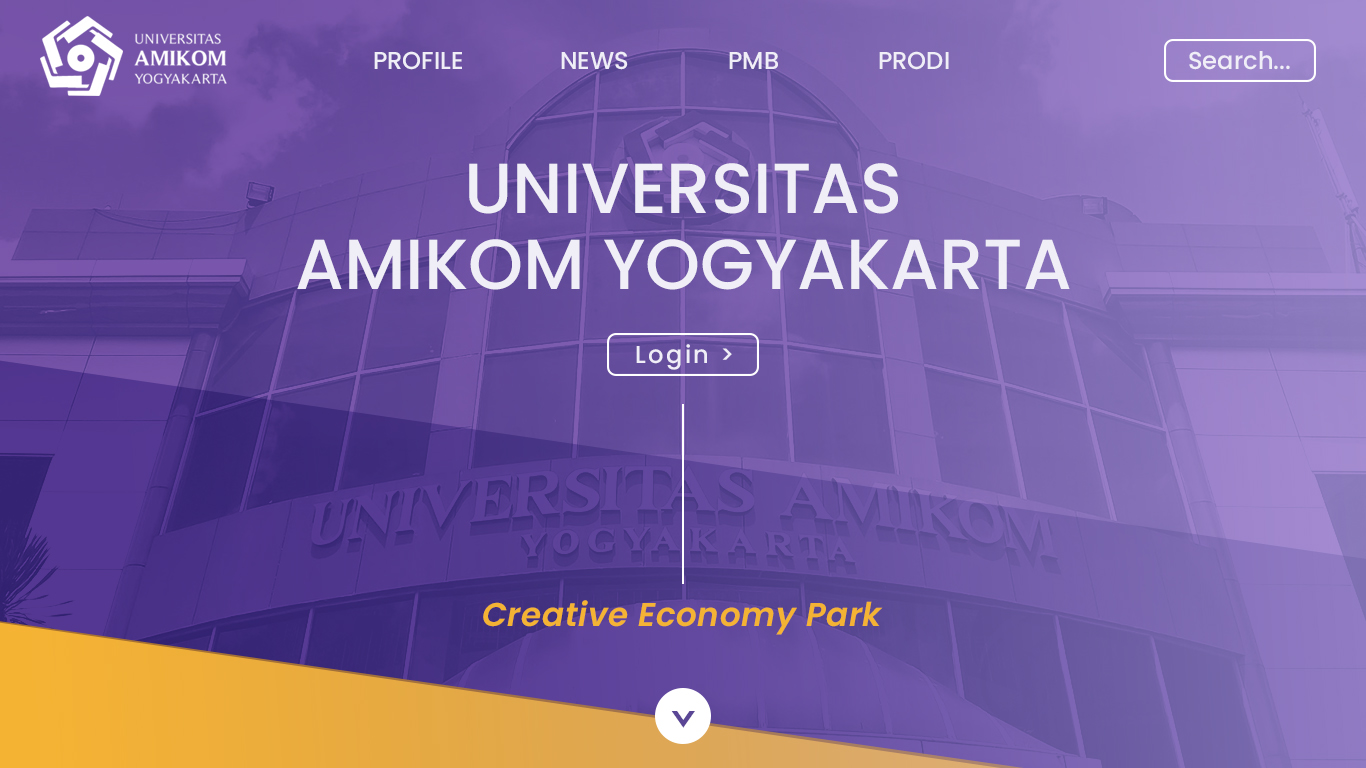 UNIVERSITAS
AMIKOM
YOGYAKARTA
PROFILE
NEWS
PMB
PRODI
Search...
UNIVERSITAS
AMIKOM YOGYAKARTA
Login >
UNIVERSITAS AMIKOM
YOGYAKARTA
Creative Economy Park